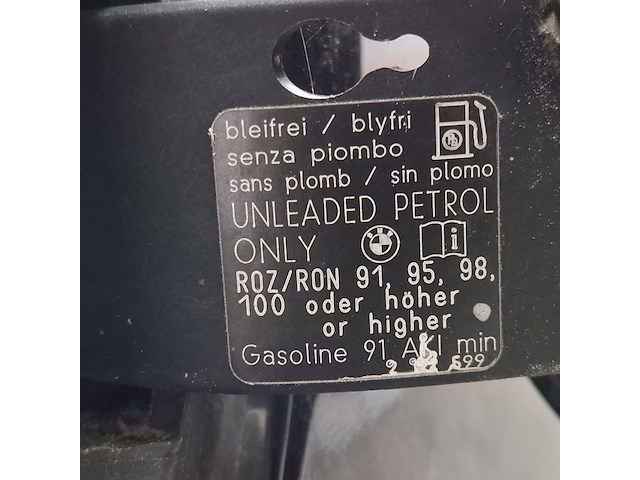 bleifrei / blyfri
senza piombo
sans plomb / sin plomo
UNLEADED PETROL
ONLY
ROZ/RON 91, 95, 98,
100 oder höher
or higher
Gasoline 91 AKI min
599